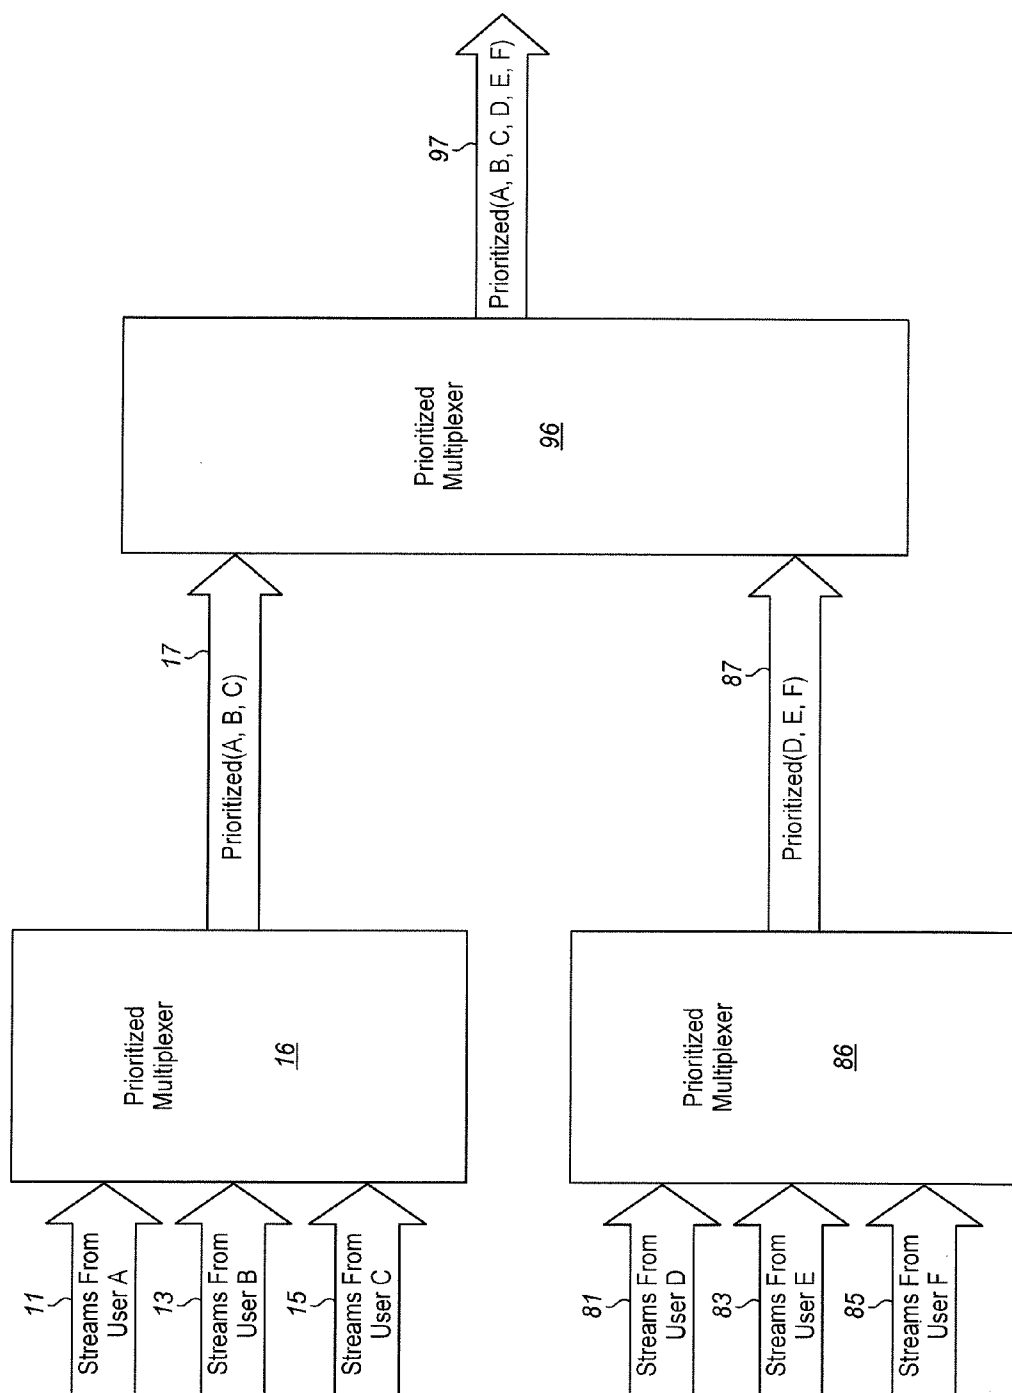 11
Streams From
User A
13
Streams From
User B
15
Streams From
User C
Prioritized
Multiplexer
16
17
Prioritized(A, B, C)
81
Streams From
User D
83
Streams From
User E
85
Streams From
User F
Prioritized
Multiplexer
86
87
Prioritized(D, E, F)
Prioritized
Multiplexer
96
97
Prioritized(A, B, C, D, E, F)